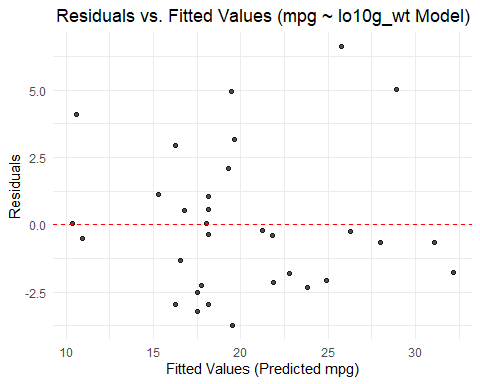 Residuals vs. Fitted Values (mpg ~ lo10g_wt Model)
5.0
2.5
0.0
-2.5
Residuals
10 15 20 25 30
Fitted Values (Predicted mpg)